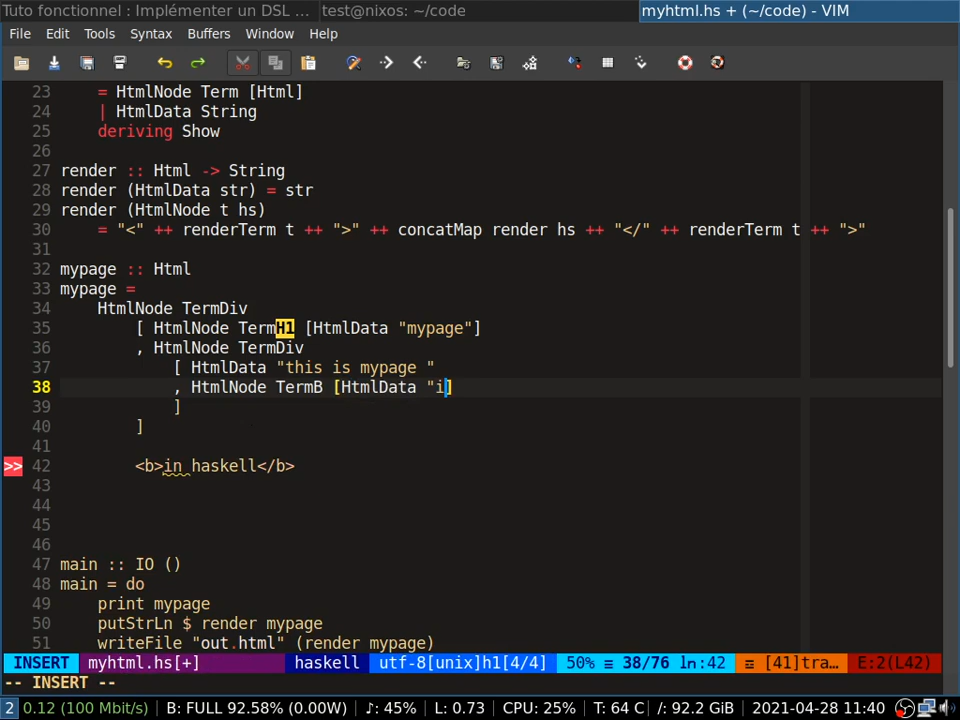 Tuto fonctionnel : Implémenter un DSL ... test@nixos: ~/code myhtml.hs + (~/code) - VIM
File Edit Tools Syntax Buffers Window Help
23 = HtmlNode Term [Html]
24 | HtmlData String
25 deriving Show
26
27 render :: Html -> String
28 render (HtmlData str) = str
29 render (HtmlNode t hs)
30 = "<" ++ renderTerm t ++ ">" ++ concatMap render hs ++ "</" ++ renderTerm t ++ ">"
31
32 mypage :: Html
33 mypage =
34 HtmlNode TermDiv
35 [ HtmlNode TermH1 [HtmlData "mypage"]
36 , HtmlNode TermDiv
37 [ HtmlData "this is mypage "
38 , HtmlNode TermB [HtmlData "i]
39 ]
40 ]
41
>> 42 <b>in haskell</b>
43
44
45
46
47 main :: IO ()
48 main = do
49 print mypage
50 putStrLn $ render mypage
51 writeFile "out.html" (render mypage)
INSERT myhtml.hs[+] haskell utf-8[unix]h1[4/4] 50% ≡ 38/76 ln:42 ≡ [41]tra… E:2(L42)
-- INSERT --
2 0.12 (100 Mbit/s) B: FULL 92.58% (0.00W) ♪: 45% L: 0.73 CPU: 25% T: 64 C /: 92.2 GiB 2021-04-28 11:40